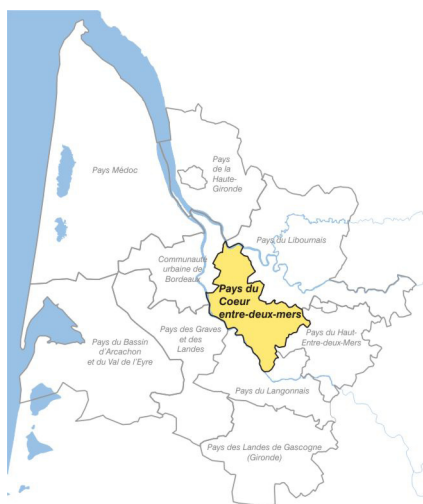 Pays Médoc
Pays
de la
Haute-
Gironde
Pays du Libournais
Communauté
urbaine de
Bordeaux
Pays du
Coeur
entre-deux-mers
Pays des Graves
et des
Landes
Pays du Haut-
Entre-deux-Mers
Pays du Bassin
d'Arcachon
et du Val de l'Eyre
Pays du Langonnais
Pays des Landes de Gascogne
(Gironde)